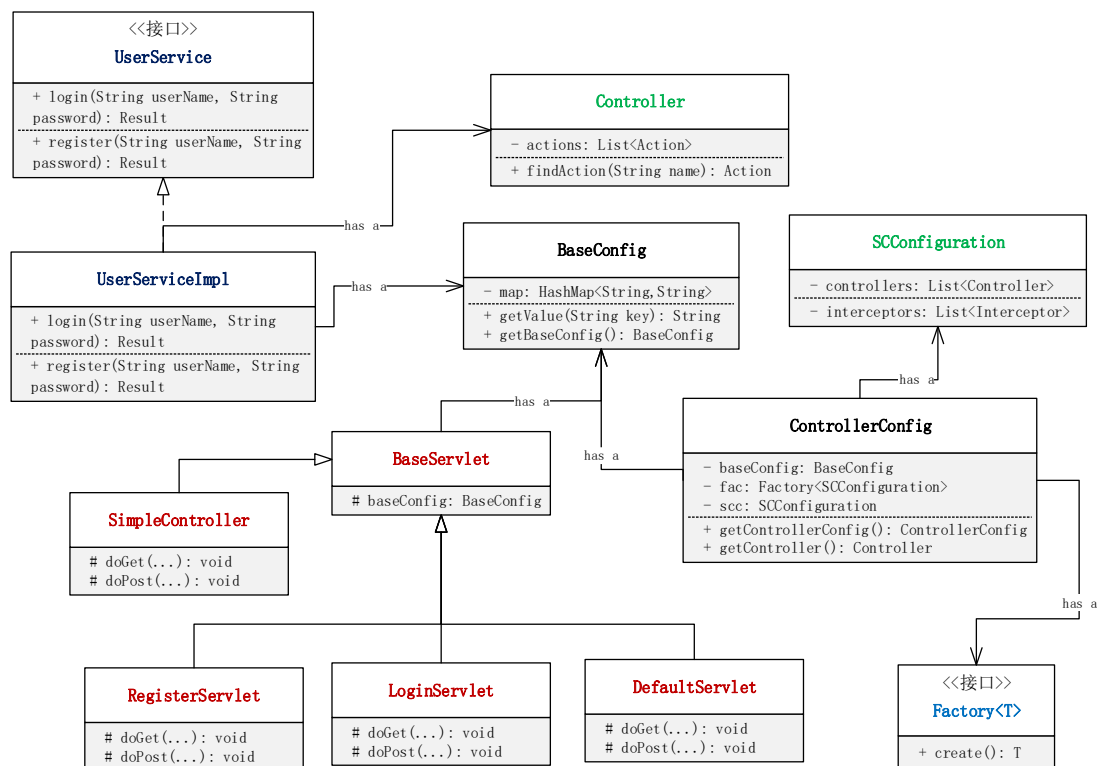 <<接口>>
UserService
+ login(String userName, String
password): Result
+ register(String userName, String
password): Result
Controller
- actions: List<Action>
+ findAction(String name): Action
has a
UserServiceImpl
+ login(String userName, String
password): Result
+ register(String userName, String
password): Result
has a
BaseConfig
- map: HashMap<String,String>
+ getValue(String key): String
+ getBaseConfig(): BaseConfig
SCConfiguration
- controllers: List<Controller>
- interceptors: List<Interceptor>
has a
has a
has a
ControllerConfig
- baseConfig: BaseConfig
- fac: Factory<SCConfiguration>
- scc: SCConfiguration
+ getControllerConfig(): ControllerConfig
+ getController(): Controller
BaseServlet
# baseConfig: BaseConfig
SimpleController
# doGet(...): void
# doPost(...): void
has a
RegisterServlet
# doGet(...): void
# doPost(...): void
LoginServlet
# doGet(...): void
# doPost(...): void
DefaultServlet
# doGet(...): void
# doPost(...): void
<<接口>>
Factory<T>
+ create(): T